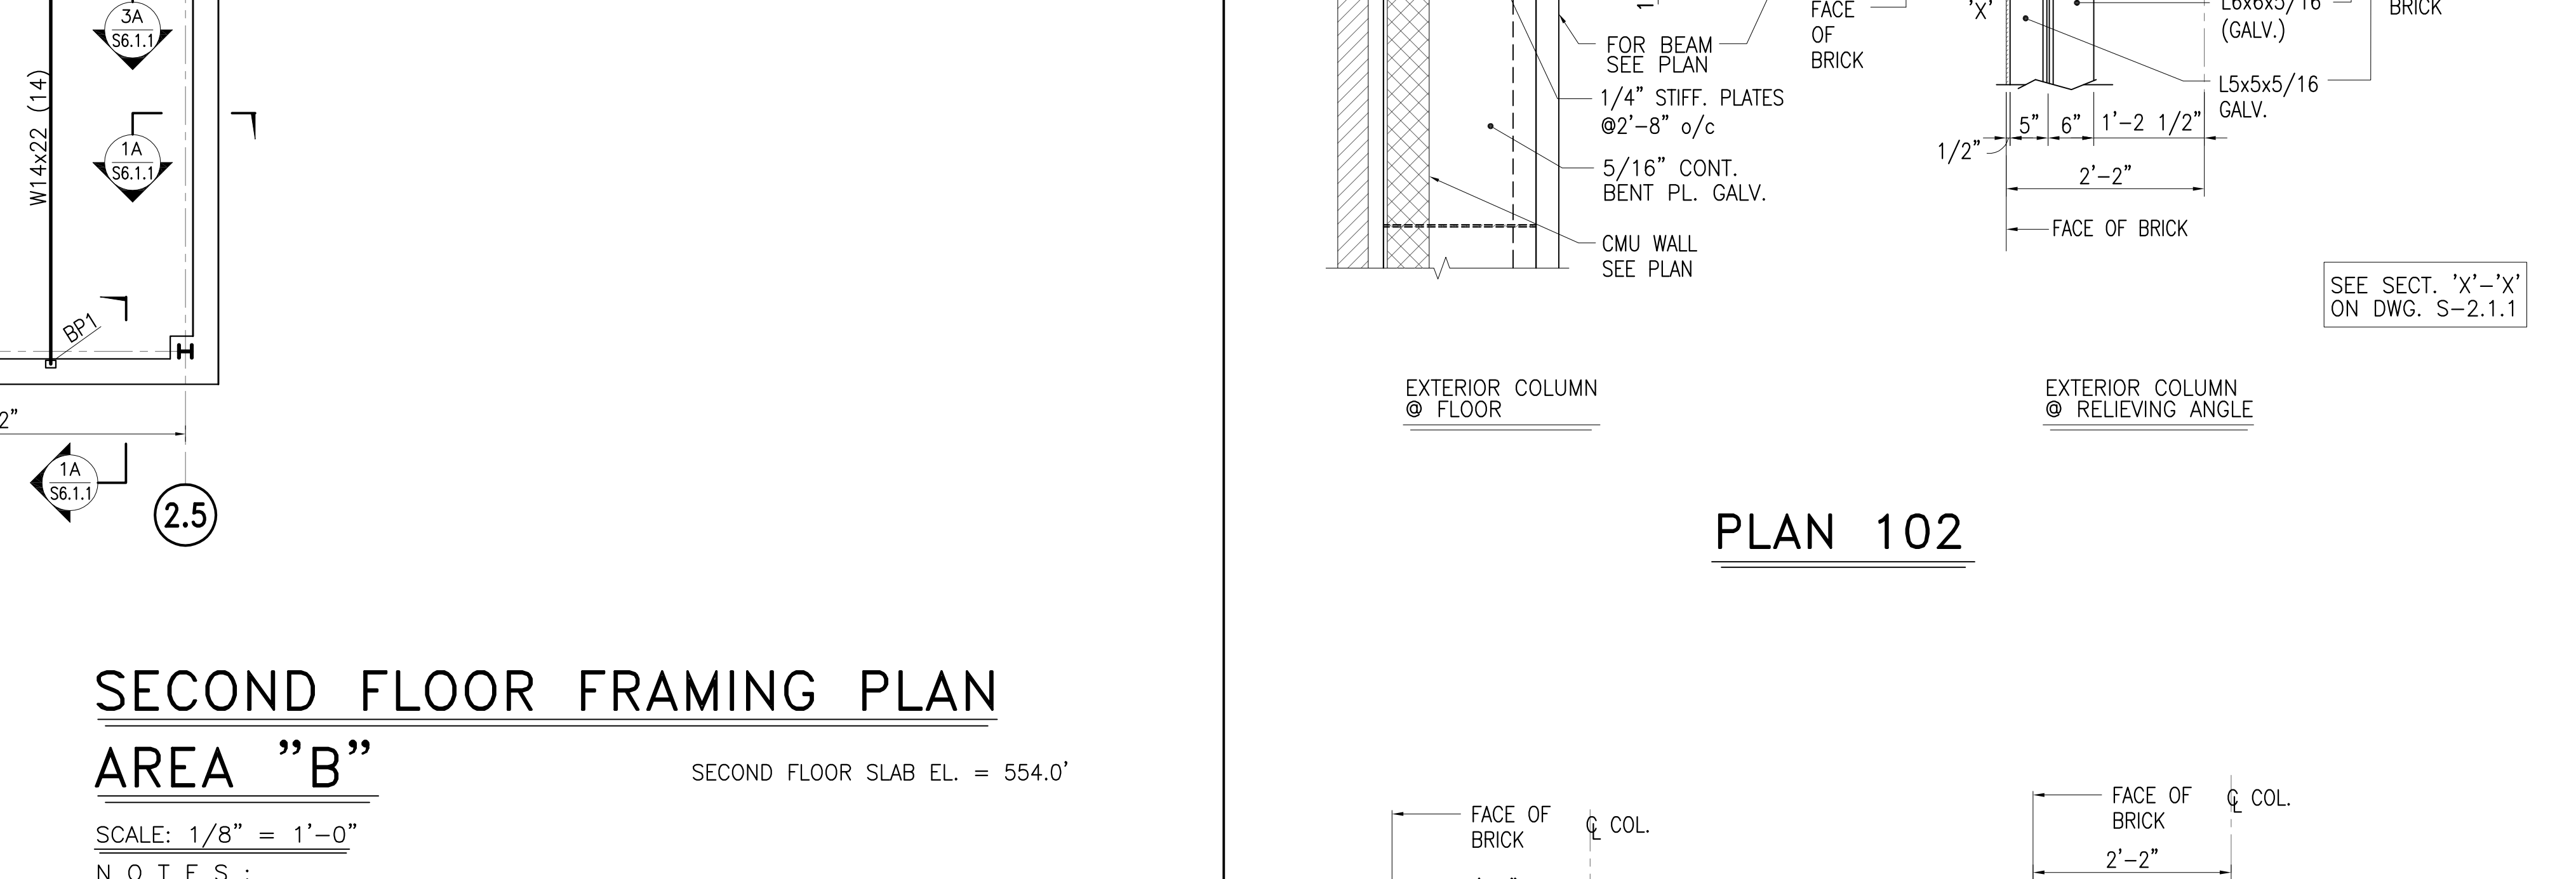 3A
S6.1.1
W14x22 (14)
1A
S6.1.1
BP1
2"
1A
S6.1.1
2.5
SECOND FLOOR FRAMING PLAN
AREA "B"
SECOND FLOOR SLAB EL. = 554.0'
SCALE: 1/8" = 1'-0"
NOTES:
FOR BEAM
SEE PLAN
1/4" STIFF. PLATES
@2'-8" o/c
5/16" CONT.
BENT PL. GALV.
CMU WALL
SEE PLAN
FACE
OF
BRICK
'X'
L6x6x5/16
(GALV.)
BRICK
L5x5x5/16
GALV.
5"
6"
1'-2 1/2"
1/2"
2'-2"
FACE OF BRICK
SEE SECT. 'X'-'X'
ON DWG. S-2.1.1
EXTERIOR COLUMN
@ FLOOR
EXTERIOR COLUMN
@ RELIEVING ANGLE
PLAN 102
FACE OF
BRICK
℄ COL.
FACE OF
BRICK
℄ COL.
2'-2"